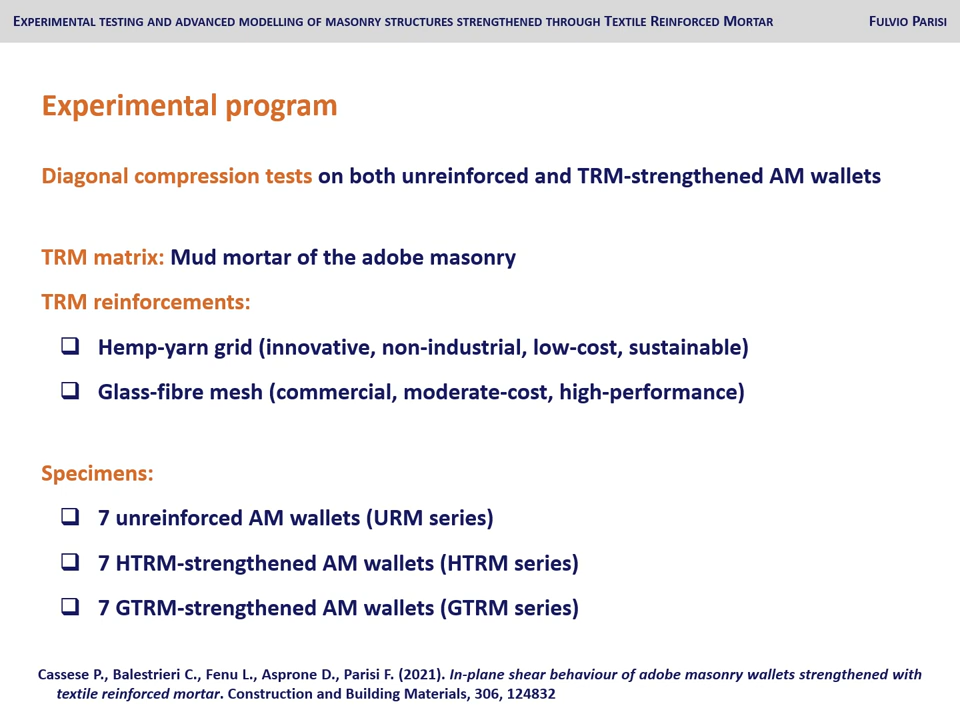 EXPERIMENTAL TESTING AND ADVANCED MODELLING OF MASONRY STRUCTURES STRENGTHENED THROUGH TEXTILE REINFORCED MORTAR FULVIO PARISI
Experimental program
Diagonal compression tests on both unreinforced and TRM-strengthened AM wallets
TRM matrix: Mud mortar of the adobe masonry
TRM reinforcements:
❑ Hemp-yarn grid (innovative, non-industrial, low-cost, sustainable)
❑ Glass-fibre mesh (commercial, moderate-cost, high-performance)
Specimens:
❑ 7 unreinforced AM wallets (URM series)
❑ 7 HTRM-strengthened AM wallets (HTRM series)
❑ 7 GTRM-strengthened AM wallets (GTRM series)
Cassese P., Balestrieri C., Fenu L., Asprone D., Parisi F. (2021). In-plane shear behaviour of adobe masonry wallets strengthened with
textile reinforced mortar. Construction and Building Materials, 306, 124832